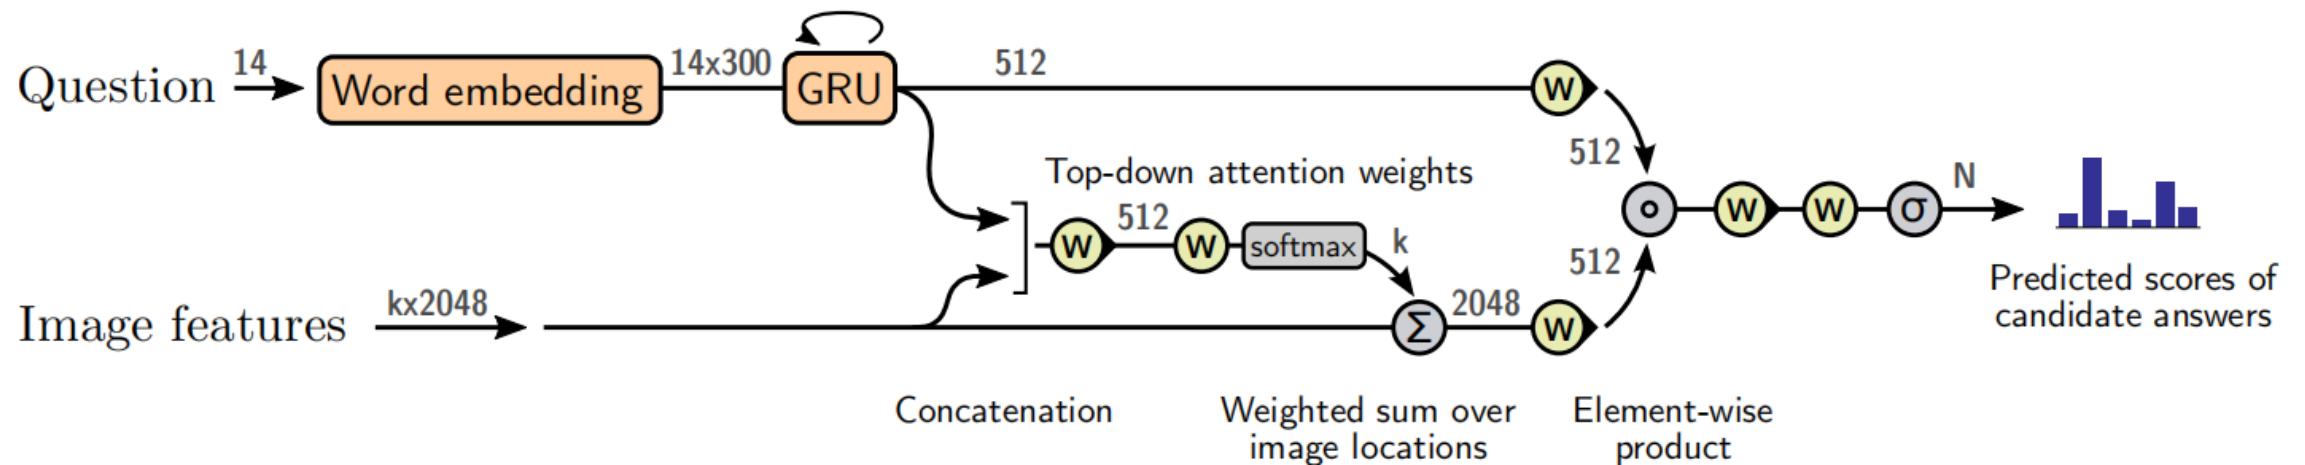 Question
14
Word embedding
14x300
GRU
512
w
512
Top-down attention weights
w
512
w
softmax
k
w
w
σ
N
512
Image features
kx2048
Σ
2048
w
Predicted scores of
candidate answers
Concatenation
Weighted sum over
image locations
Element-wise
product